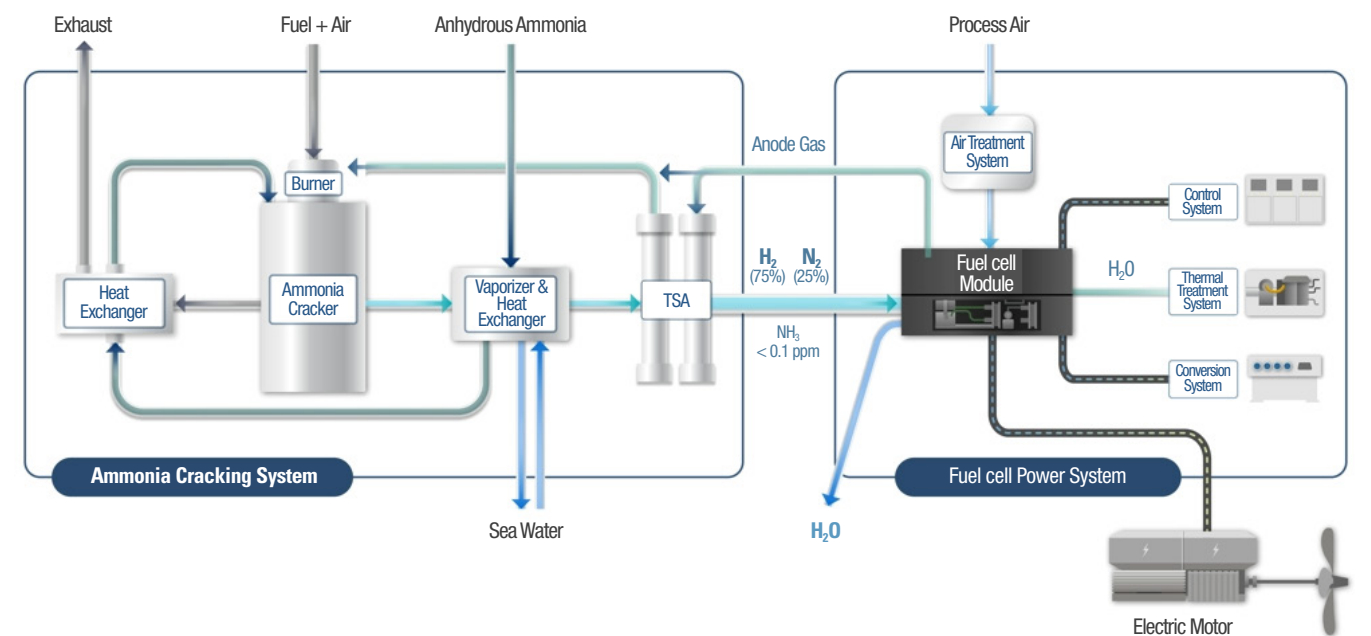 Exhaust
Fuel + Air
Anhydrous Ammonia
Process Air
Burner
Anode Gas
Air Treatment
System
Control
System
Heat
Exchanger
Ammonia
Cracker
Vaporizer &
Heat
Exchanger
TSA
H₂ N₂
(75%) (25%)
NH₃
< 0.1 ppm
Fuel cell
Module
H₂O
Thermal
Treatment
System
Conversion
System
Ammonia Cracking System
Fuel cell Power System
Sea Water
H₂O
Electric Motor